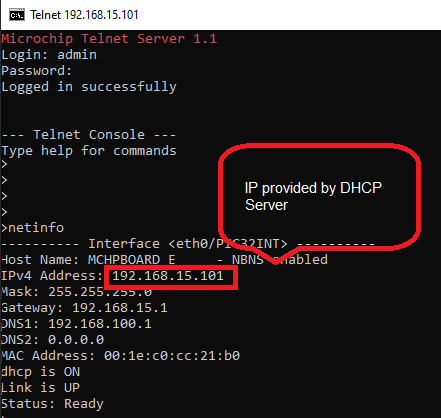 Telnet 192.168.15.101
Microchip Telnet Server 1.1
Login: admin
Password:
Logged in successfully
--- Telnet Console ---
Type help for commands
>
>
>
>
>netinfo
IP provided by DHCP
Server
---------- Interface <eth0/PIC32INT> ----------
Host Name: MCHPBOARD_E     - NBNS enabled
IPv4 Address: 192.168.15.101
Mask: 255.255.255.0
Gateway: 192.168.15.1
DNS1: 192.168.100.1
DNS2: 0.0.0.0
MAC Address: 00:1e:c0:cc:21:b0
dhcp is ON
Link is UP
Status: Ready